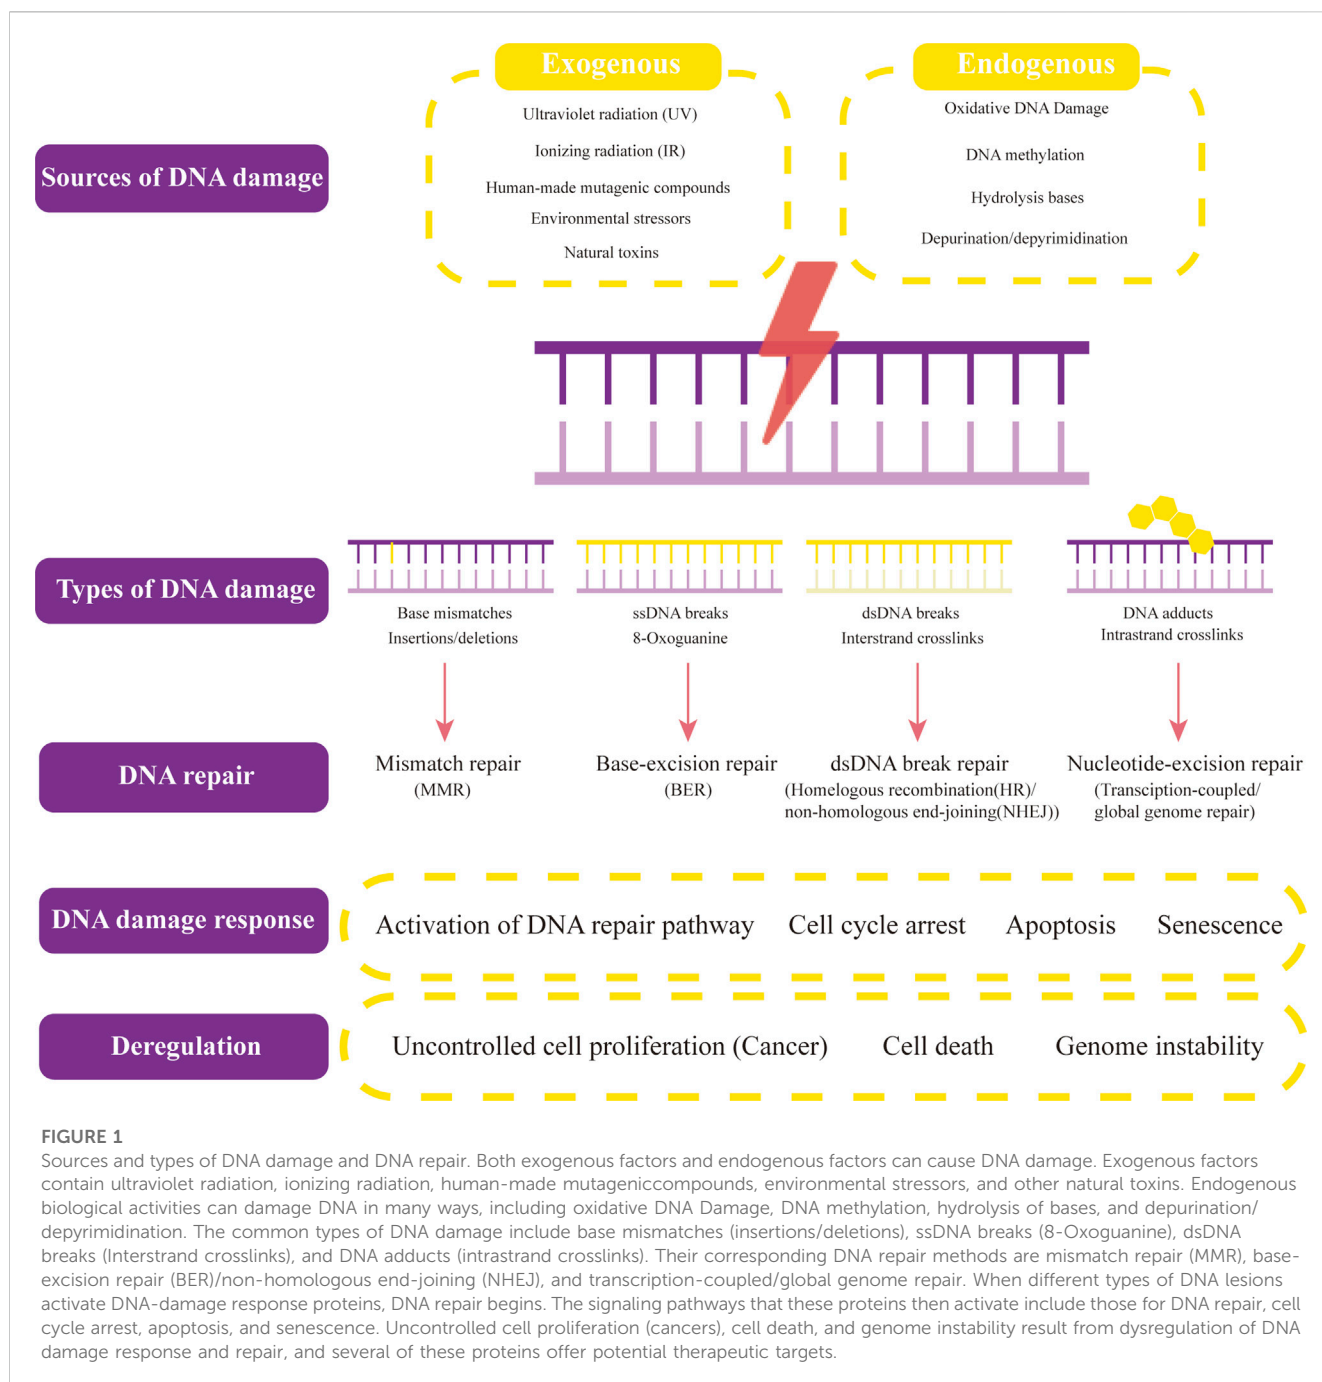 Exogenous
Endogenous
Sources of DNA damage
Ultraviolet radiation (UV)
Ionizing radiation (IR)
Human-made mutagenic compounds
Environmental stressors
Natural toxins
Oxidative DNA Damage
DNA methylation
Hydrolysis bases
Depurination/depyrimidination
Types of DNA damage
Base mismatches
Insertions/deletions
ssDNA breaks
8-Oxoguanine
dsDNA breaks
Interstrand crosslinks
DNA adducts
Intrastrand crosslinks
DNA repair
Mismatch repair
(MMR)
Base-excision repair
(BER)
dsDNA break repair
(Homelogous recombination(HR)/
non-homologous end-joining(NHEJ))
Nucleotide-excision repair
(Transciption-coupled/
global genome repair)
DNA damage response
Activation of DNA repair pathway Cell cycle arrest Apoptosis Senescence
Deregulation
Uncontrolled cell proliferation (Cancer) Cell death Genome instability
FIGURE 1
Sources and types of DNA damage and DNA repair. Both exogenous factors and endogenous factors can cause DNA damage. Exogenous factors
contain ultraviolet radiation, ionizing radiation, human-made mutageniccompounds, environmental stressors, and other natural toxins. Endogenous
biological activities can damage DNA in many ways, including oxidative DNA Damage, DNA methylation, hydrolysis of bases, and depurination/
depyrimidination. The common types of DNA damage include base mismatches (insertions/deletions), ssDNA breaks (8-Oxoguanine), dsDNA
breaks (Interstrand crosslinks), and DNA adducts (intrastrand crosslinks). Their corresponding DNA repair methods are mismatch repair (MMR), base-
excision repair (BER)/non-homologous end-joining (NHEJ), and transcription-coupled/global genome repair. When different types of DNA lesions
activate DNA-damage response proteins, DNA repair begins. The signaling pathways that these proteins then activate include those for DNA repair, cell
cycle arrest, apoptosis, and senescence. Uncontrolled cell proliferation (cancers), cell death, and genome instability result from dysregulation of DNA
damage response and repair, and several of these proteins offer potential therapeutic targets.